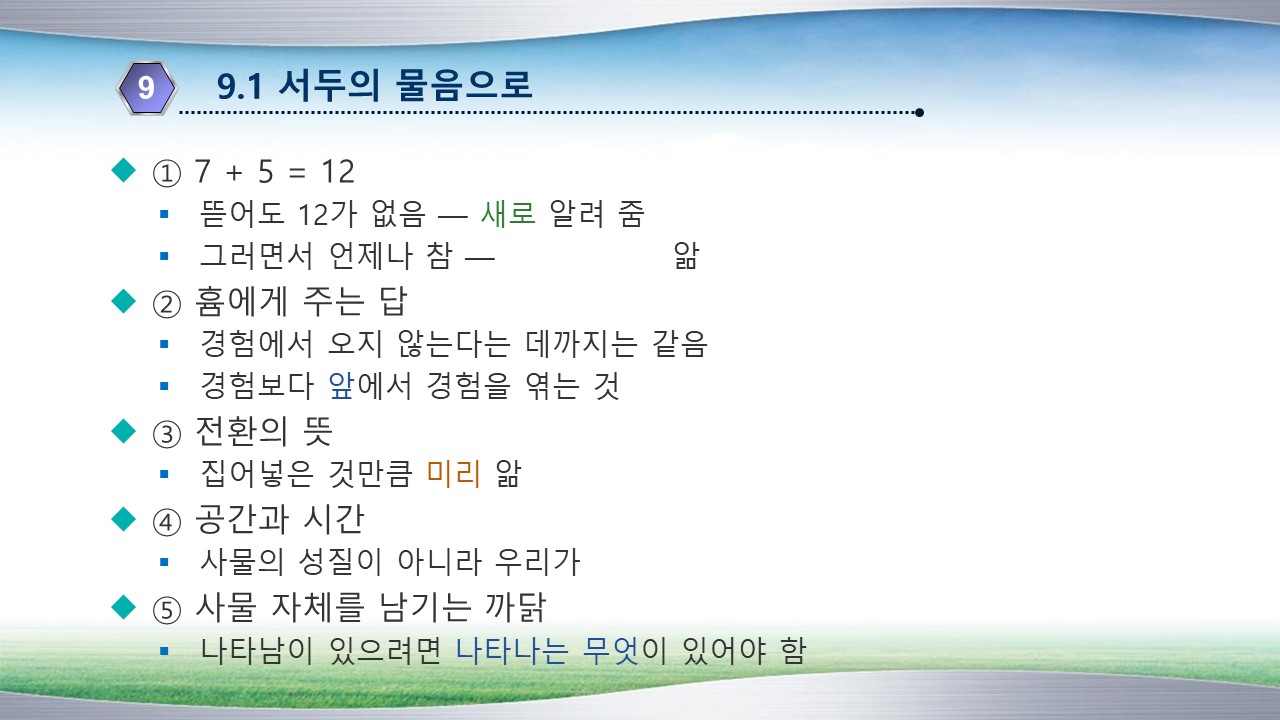 9 9.1 서두의 물음으로
① 7 + 5 = 12
뜯어도 12가 없음 — 새로 알려 줌
그러면서 언제나 참 — 앎
② 흄에게 주는 답
경험에서 오지 않는다는 데까지는 같음
경험보다 앞에서 경험을 엮는 것
③ 전환의 뜻
집어넣은 것만큼 미리 앎
④ 공간과 시간
사물의 성질이 아니라 우리가
⑤ 사물 자체를 남기는 까닭
나타남이 있으려면 나타나는 무엇이 있어야 함